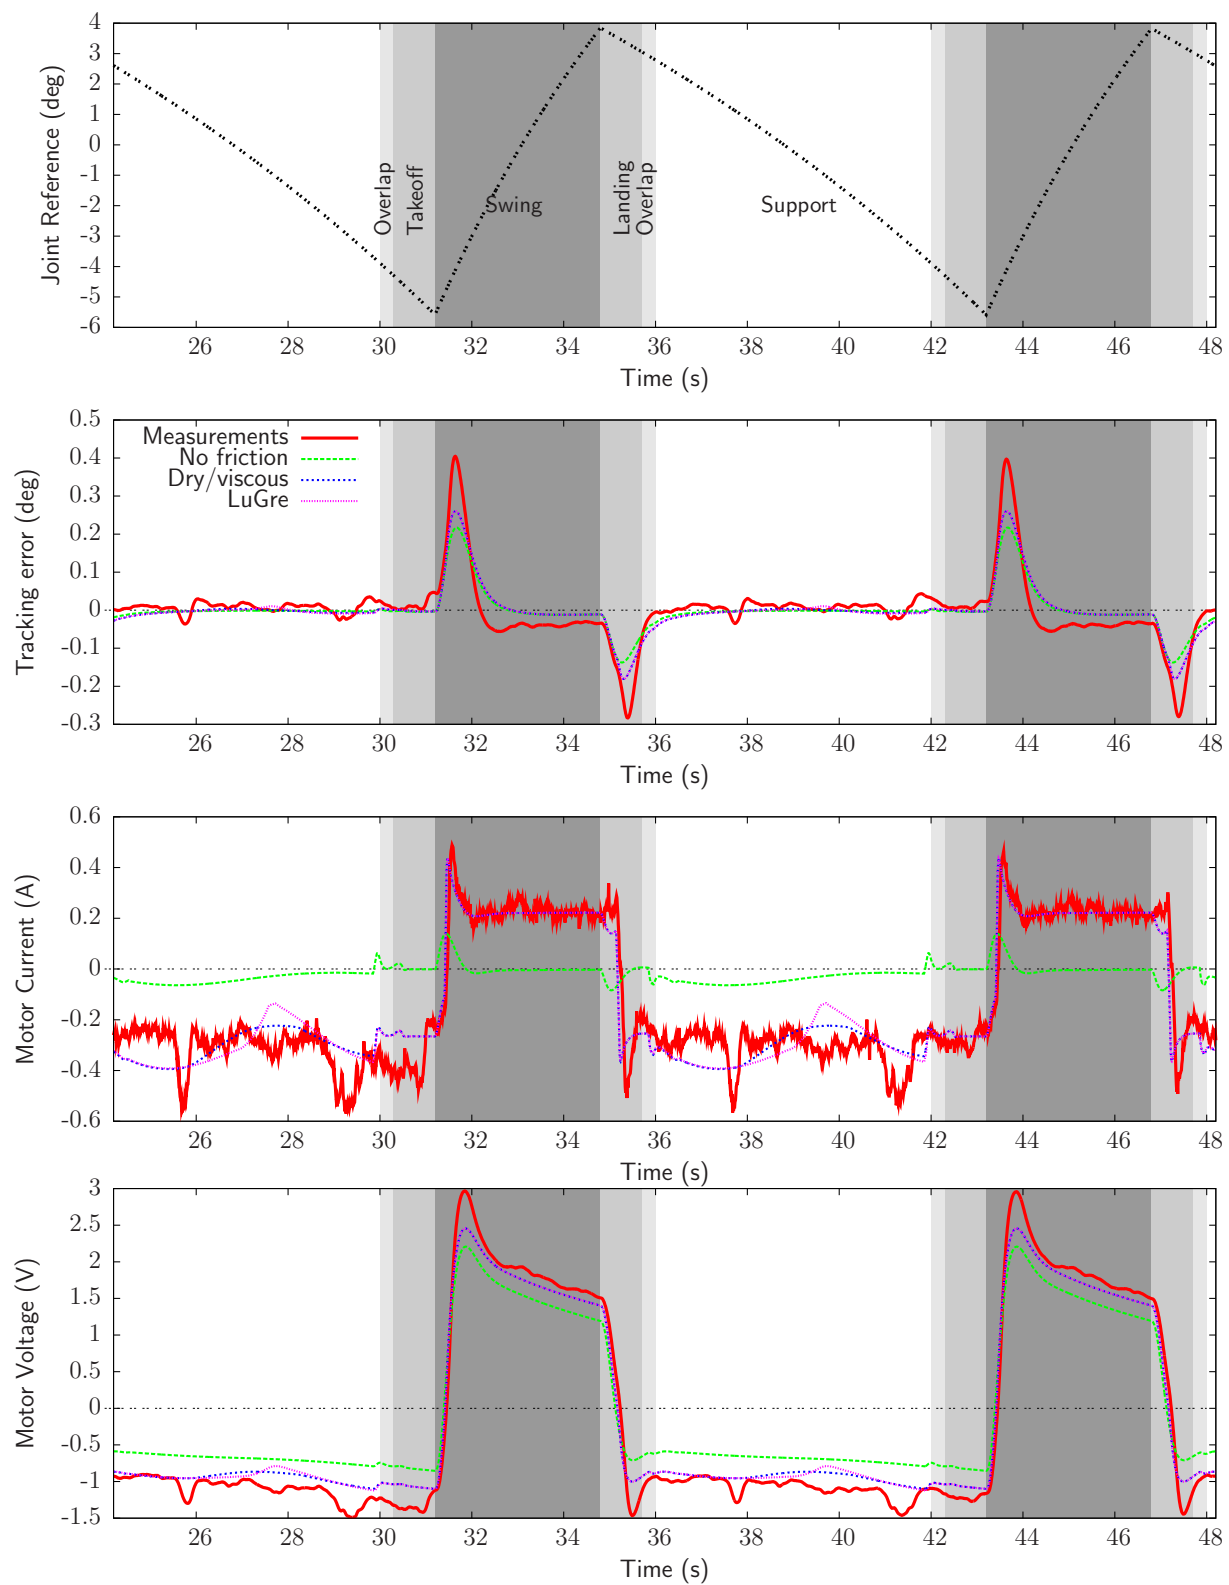 4
3
2
1
0
-1
-2
-3
-4
-5
-6
Joint Reference (deg)
Overlap
Takeoff
Swing
Landing
Overlap
Support
26 28 30 32 34 36 38 40 42 44 46 48
Time (s)
0.5
0.4
0.3
0.2
0.1
0
-0.1
-0.2
-0.3
Tracking error (deg)
Measurements
No friction
Dry/viscous
LuGre
26 28 30 32 34 36 38 40 42 44 46 48
Time (s)
0.6
0.4
0.2
0
-0.2
-0.4
-0.6
Motor Current (A)
26 28 30 32 34 36 38 40 42 44 46 48
Time (s)
3
2.5
2
1.5
1
0.5
0
-0.5
-1
-1.5
Motor Voltage (V)
26 28 30 32 34 36 38 40 42 44 46 48
Time (s)